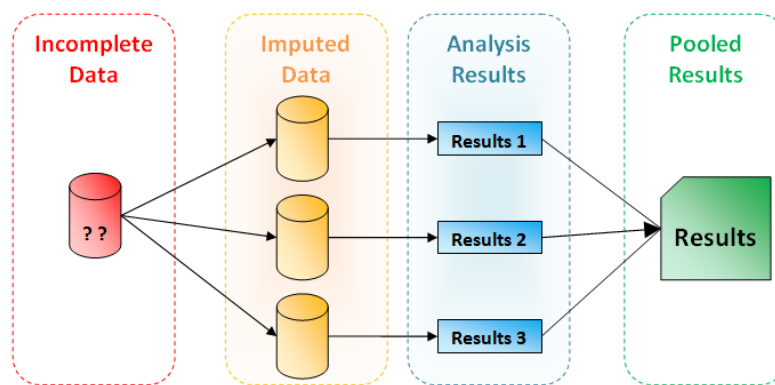 Incomplete
Data
Imputed
Data
Analysis
Results
Pooled
Results
? ?
Results 1
Results 2
Results 3
Results